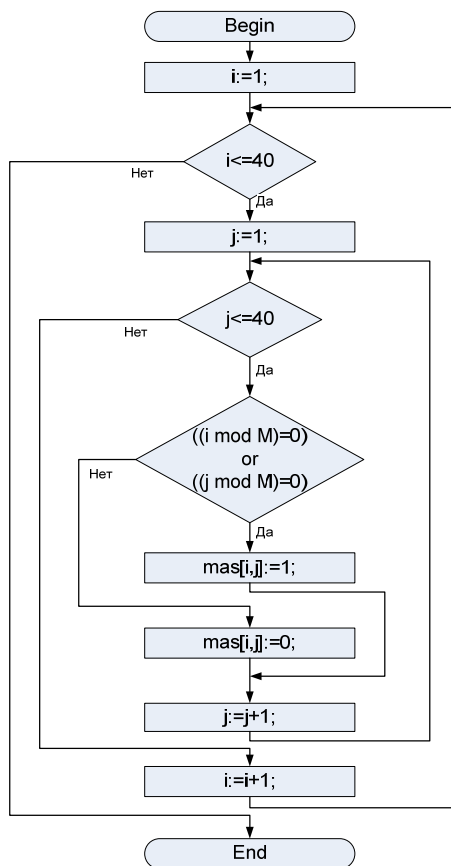 Begin
i:=1;
i<=40
Нет
Да
j:=1;
j<=40
Нет
Да
((i mod M)=0)
or
((j mod M)=0)
Нет
Да
mas[i,j]:=1;
mas[i,j]:=0;
j:=j+1;
i:=i+1;
End